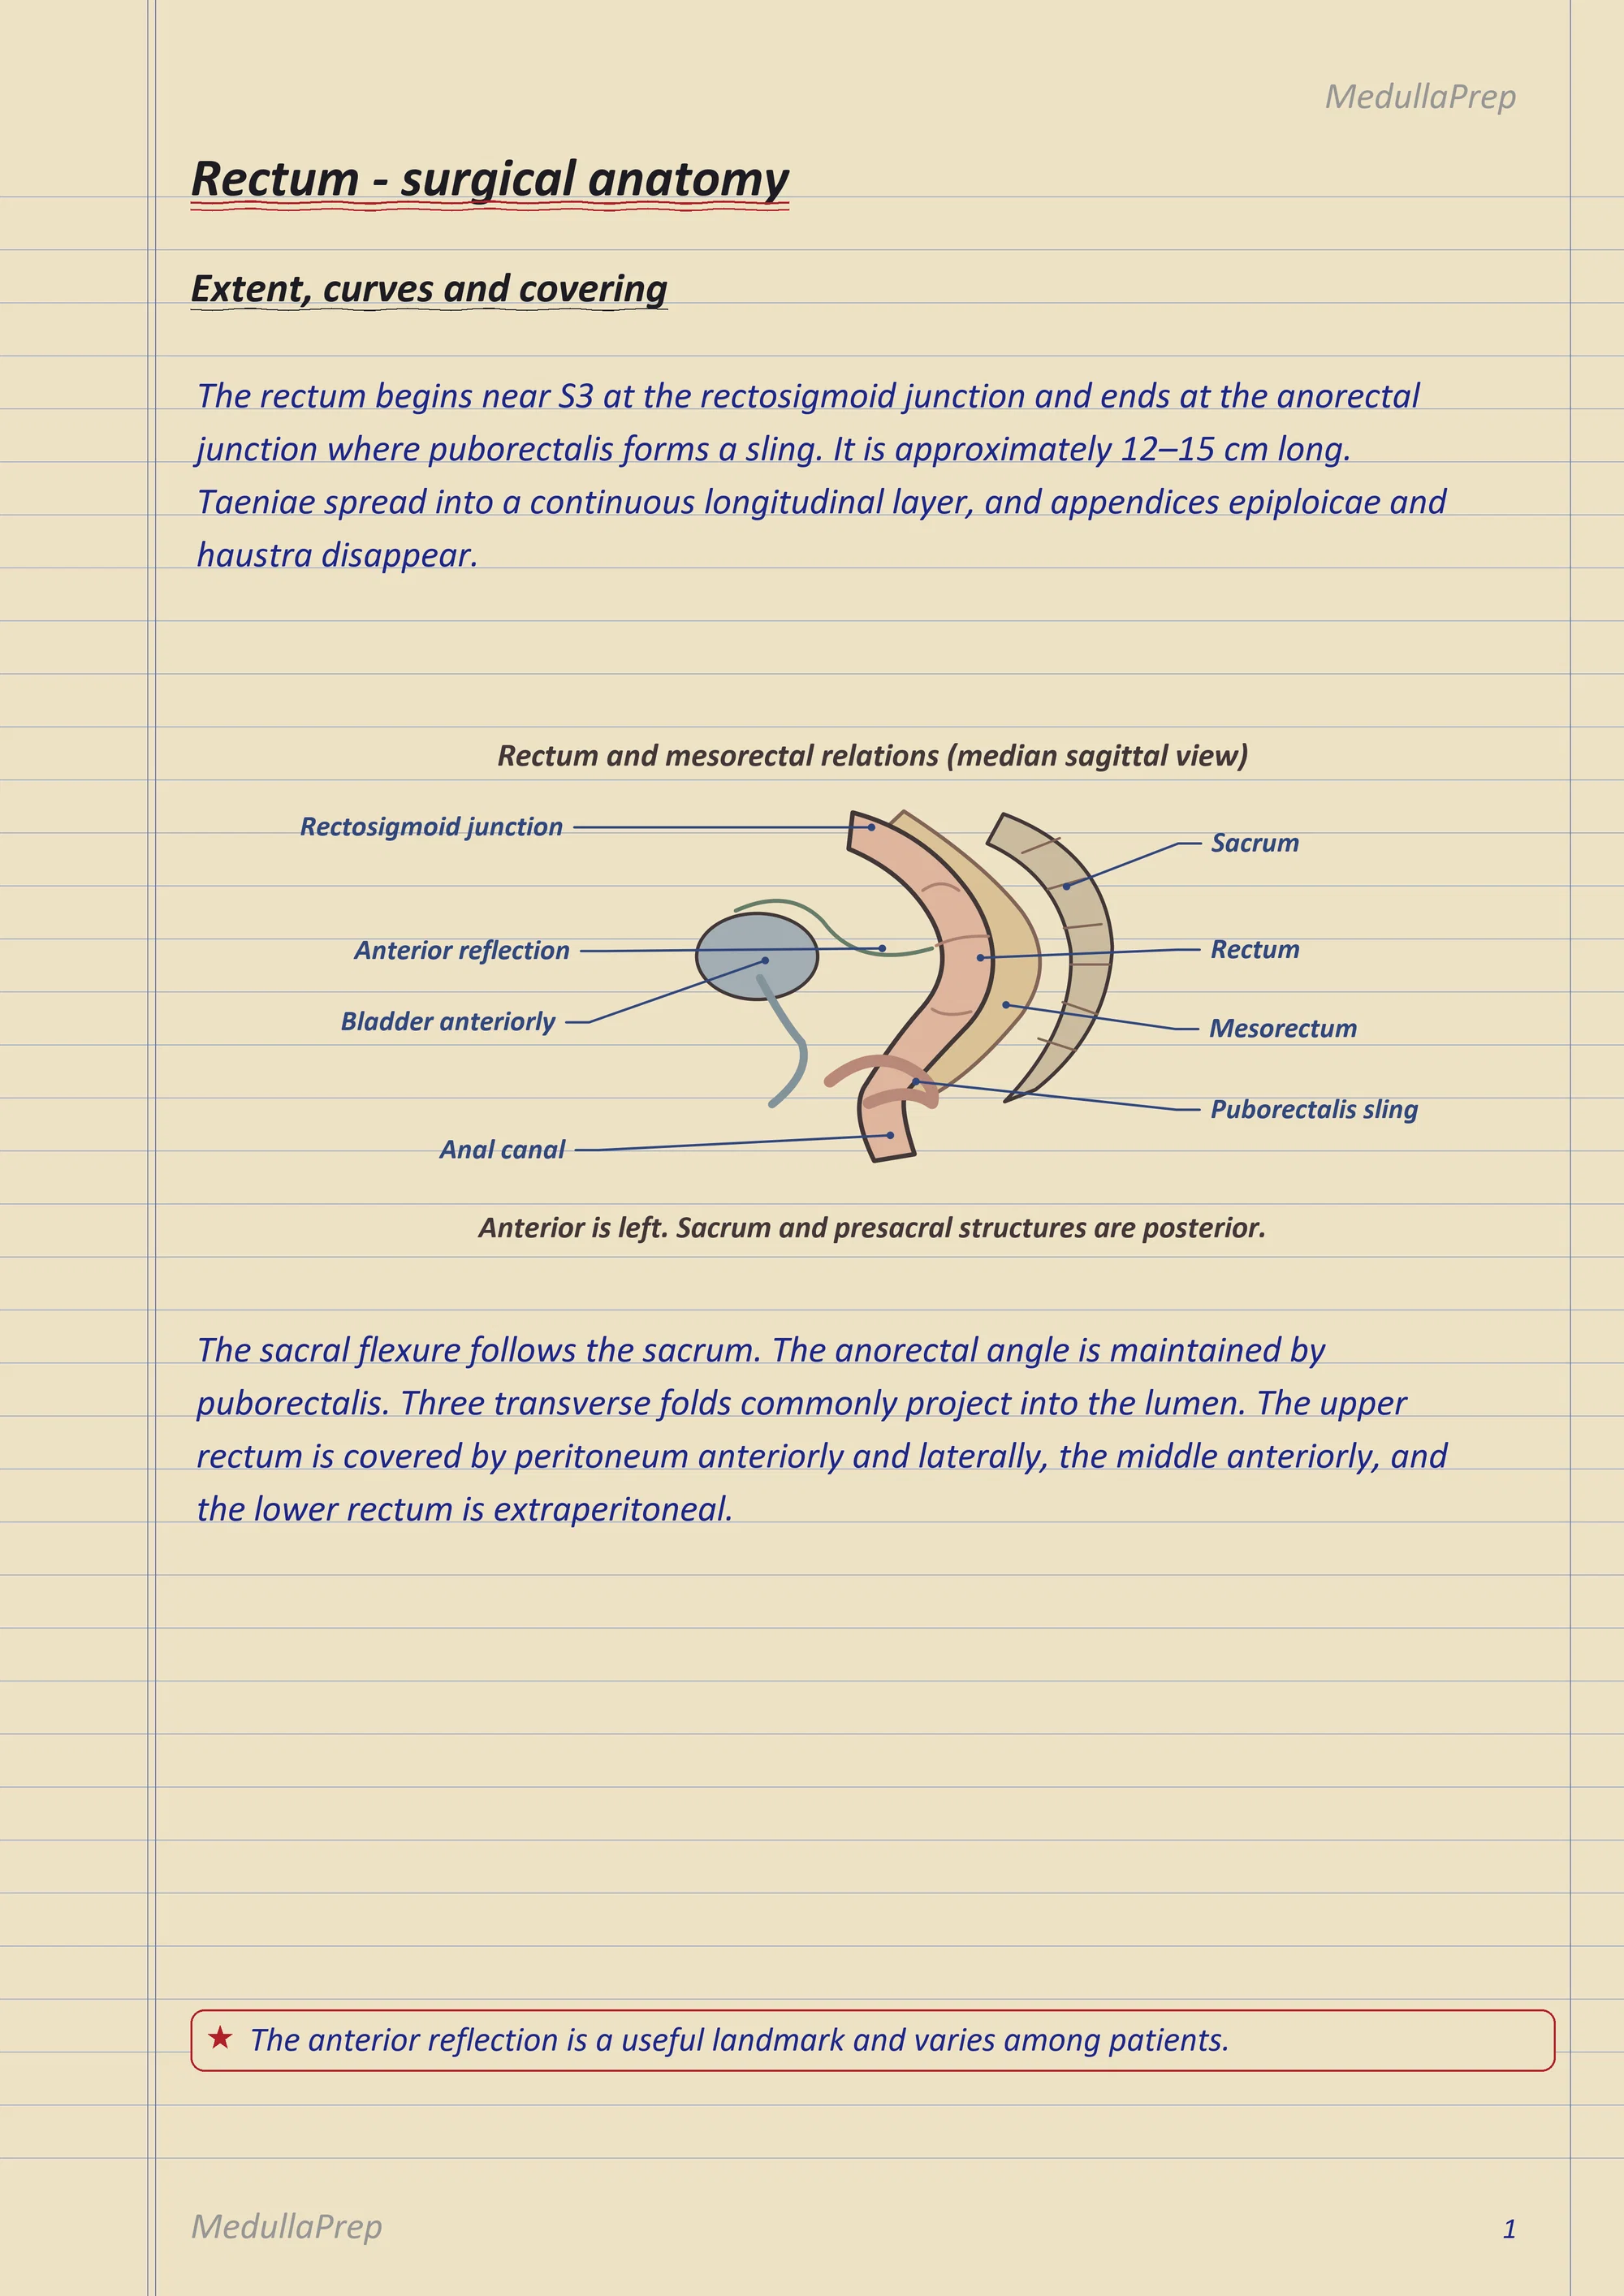 MedullaPrep
Rectum - surgical anatomy
Extent, curves and covering
The rectum begins near S3 at the rectosigmoid junction and ends at the anorectal
junction where puborectalis forms a sling. It is approximately 12–15 cm long.
Taeniae spread into a continuous longitudinal layer, and appendices epiploicae and
haustra disappear.
Rectum and mesorectal relations (median sagittal view)
Rectosigmoid junction
Sacrum
Anterior reflection
Rectum
Bladder anteriorly
Mesorectum
Puborectalis sling
Anal canal
Anterior is left. Sacrum and presacral structures are posterior.
The sacral flexure follows the sacrum. The anorectal angle is maintained by
puborectalis. Three transverse folds commonly project into the lumen. The upper
rectum is covered by peritoneum anteriorly and laterally, the middle anteriorly, and
the lower rectum is extraperitoneal.
★ The anterior reflection is a useful landmark and varies among patients.
MedullaPrep
1